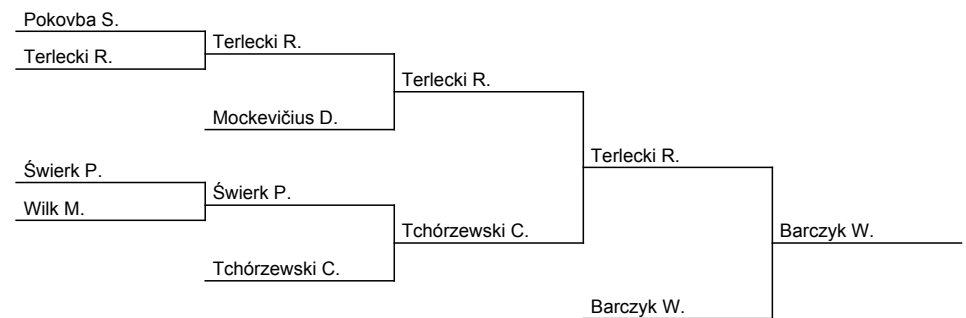 Pokovba S.
Terlecki R.
Terlecki R.
Terlecki R.
Mockevičius D.
Terlecki R.
Świerk P.
Świerk P.
Wilk M.
Tchórzewski C.
Barczyk W.
Tchórzewski C.
Barczyk W.